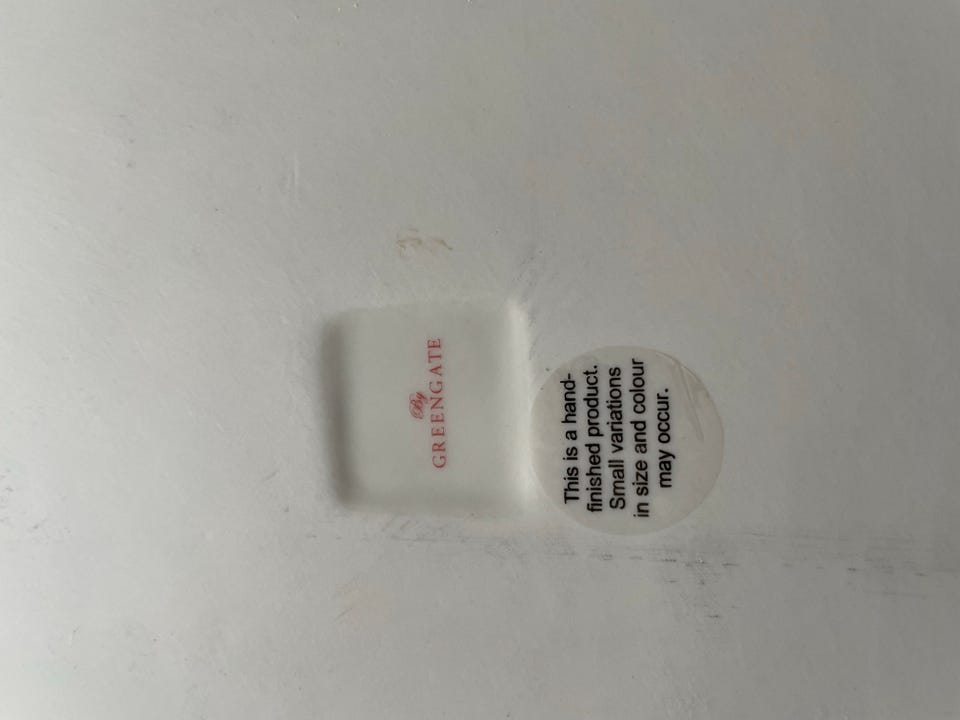 By
GREENGATE
This is a hand-
finished product.
Small variations
in size and colour
may occur.